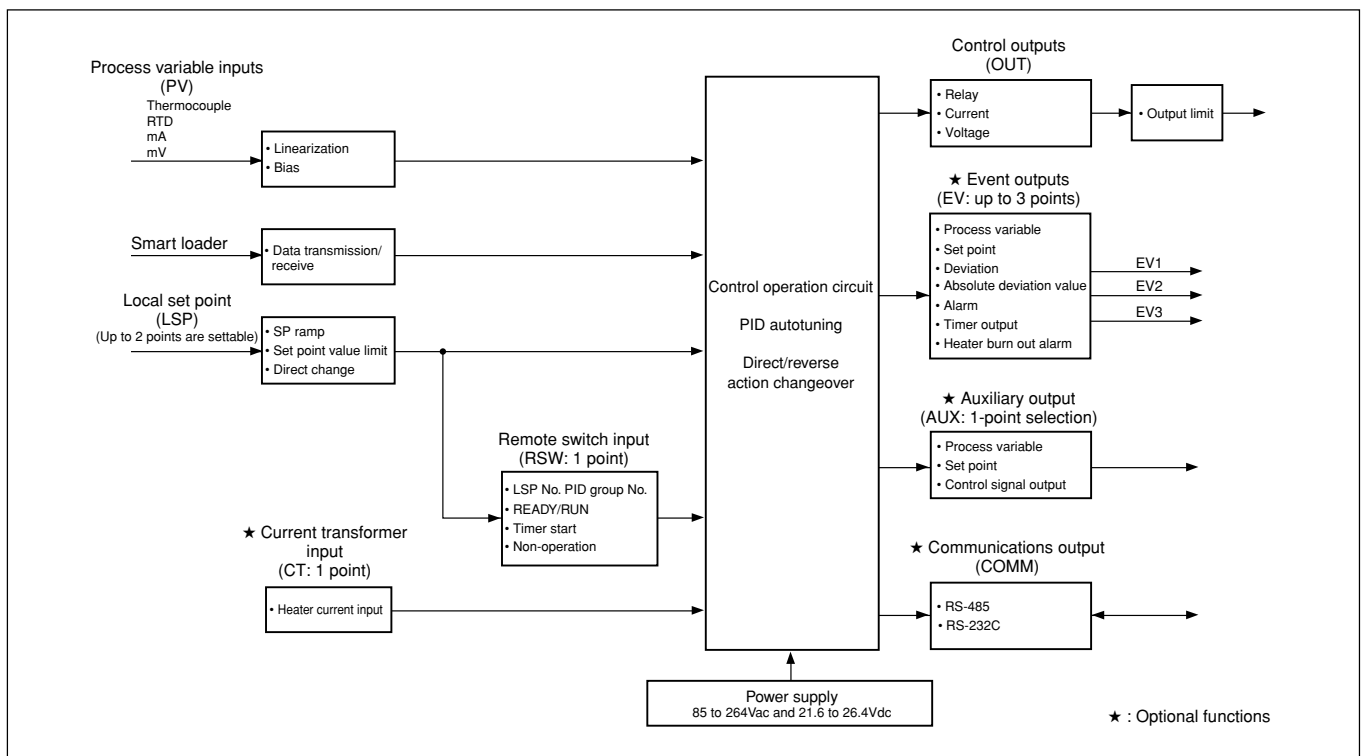 Process variable inputs
(PV)
Thermocouple
RTD
mA
mV
• Linearization
• Bias
Smart loader
• Data transmission/
receive
Local set point
(LSP)
(Up to 2 points are settable)
• SP ramp
• Set point value limit
• Direct change
Remote switch input
(RSW: 1 point)
• LSP No. PID group No.
• READY/RUN
• Timer start
• Non-operation
★ Current transformer
input
(CT: 1 point)
• Heater current input
Control operation circuit
PID autotuning
Direct/reverse
action changeover
Power supply
85 to 264Vac and 21.6 to 26.4Vdc
Control outputs
(OUT)
• Relay
• Current
• Voltage
• Output limit
★ Event outputs
(EV: up to 3 points)
• Process variable
• Set point
• Deviation
• Absolute deviation value
• Alarm
• Timer output
• Heater burn out alarm
EV1
EV2
EV3
★ Auxiliary output
(AUX: 1-point selection)
• Process variable
• Set point
• Control signal output
★ Communications output
(COMM)
• RS-485
• RS-232C
★ : Optional functions